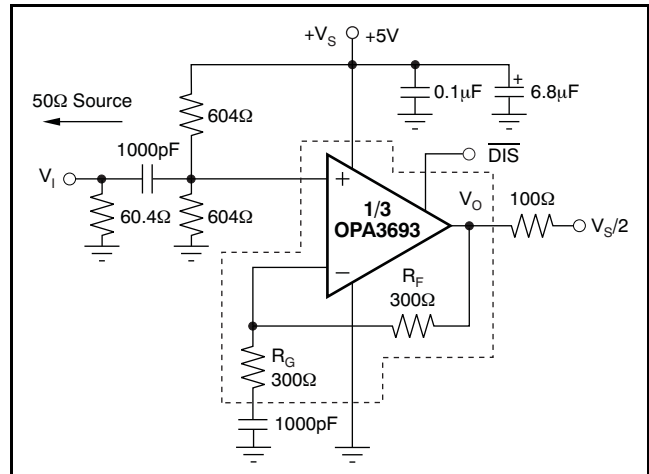 +V_S +5V
0.1μF
+
6.8μF
50Ω Source
604Ω
1000pF
DIS
V_I
+
1/3
OPA3693
V_O
100Ω
60.4Ω
604Ω
V_S/2
−
R_F
300Ω
R_G
300Ω
1000pF